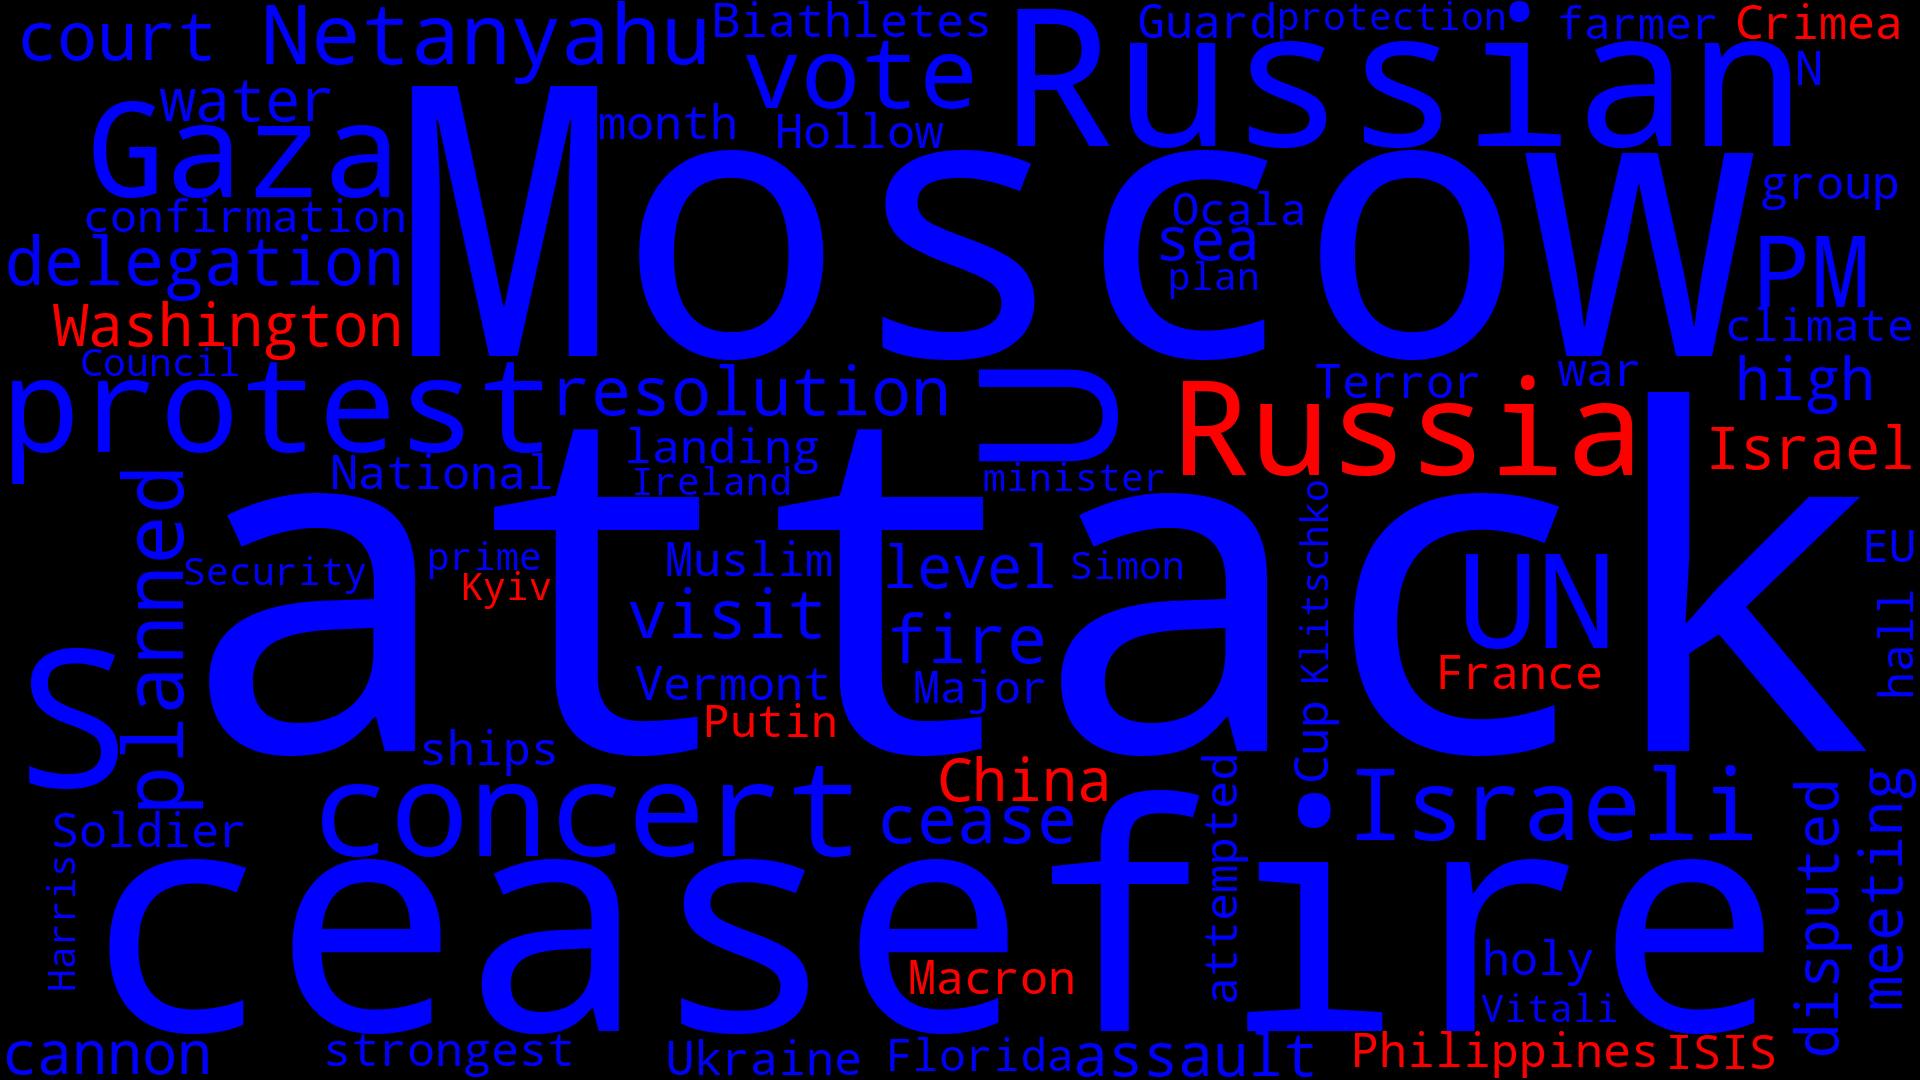 court
Netanyahu
Biathletes
Guard
protection
farmer
Crimea
vote
Russian
N
water
month
Hollow
Gaza
Moscow
group
confirmation
Ocala
sea
plan
delegation
PM
Washington
climate
Council
protest
resolution
U
Russia
Terror
war
high
landing
National
Ireland
minister
Israel
attack
planned
Security
prime
Kyiv
Muslim
level
Simon
Klitschko
UN
EU
visit
fire
hall
S
Vermont
Major
France
Putin
ships
Cup
concert
China
cease
attempted
Israeli
disputed
meeting
Soldier
Harris
ceasefire
Macron
holy
Vitali
cannon
strongest
Ukraine
Florida
assault
Philippines
ISIS